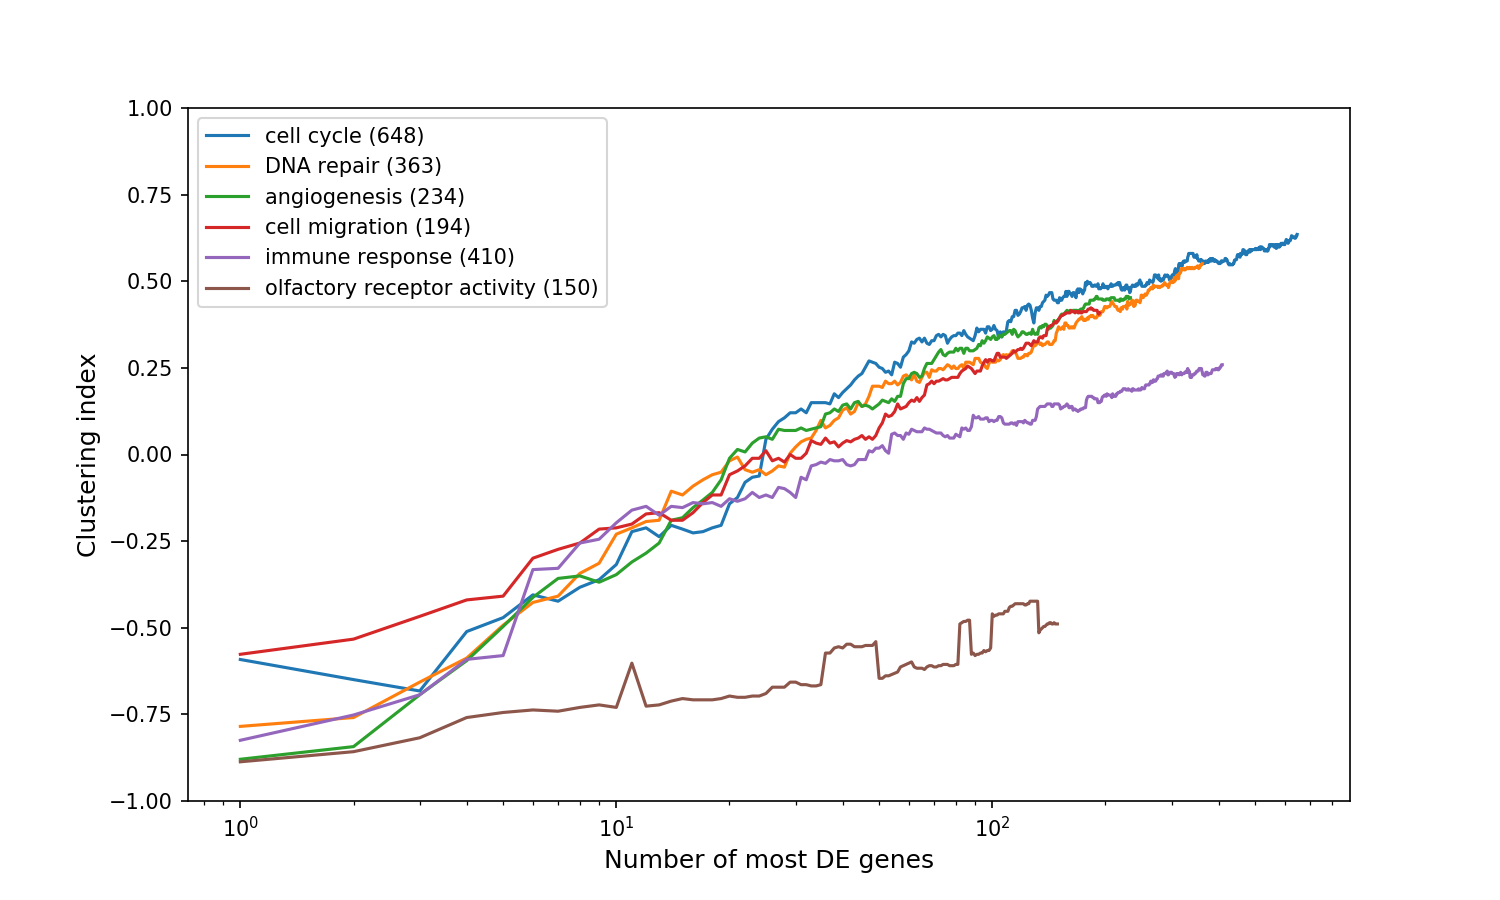 1.00
0.75
0.50
0.25
0.00
−0.25
−0.50
−0.75
−1.00
Clustering index
cell cycle (648)
DNA repair (363)
angiogenesis (234)
cell migration (194)
immune response (410)
olfactory receptor activity (150)
10⁰ 10¹ 10²
Number of most DE genes